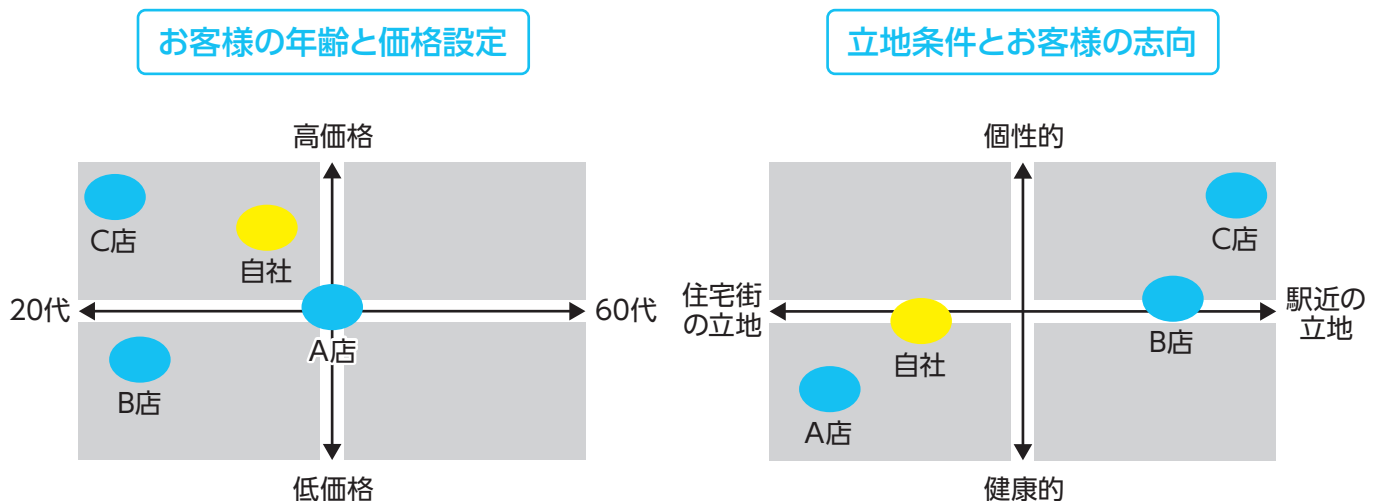 お客様の年齢と価格設定
高価格
C店
自社
20代
60代
A店
B店
低価格
立地条件とお客様の志向
個性的
C店
住宅街
の立地
駅近の
立地
B店
自社
A店
健康的